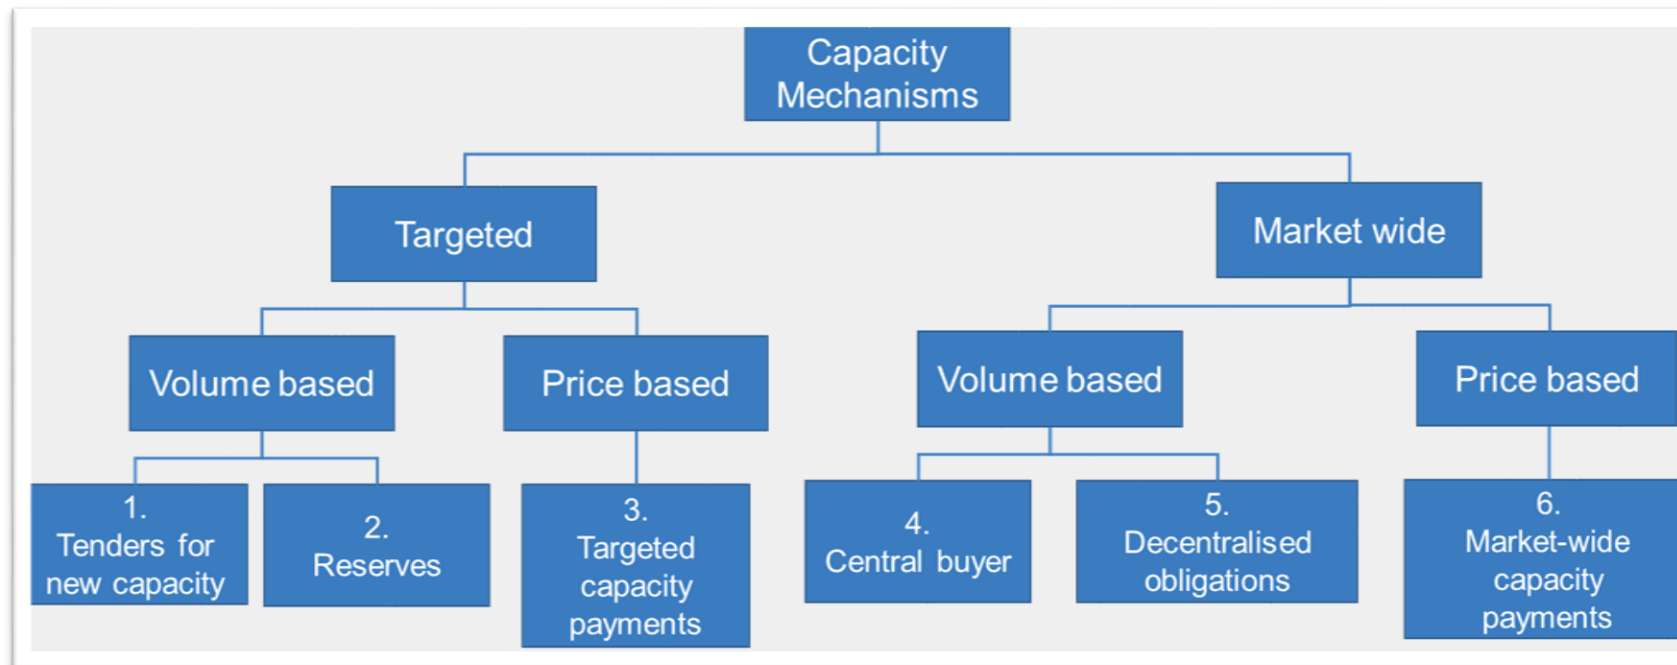 Capacity
Mechanisms
Targeted
Market wide
Volume based
Price based
Volume based
Price based
1.
Tenders for
new capacity
2.
Reserves
3.
Targeted
capacity
payments
4.
Central buyer
5.
Decentralised
obligations
6.
Market-wide
capacity
payments